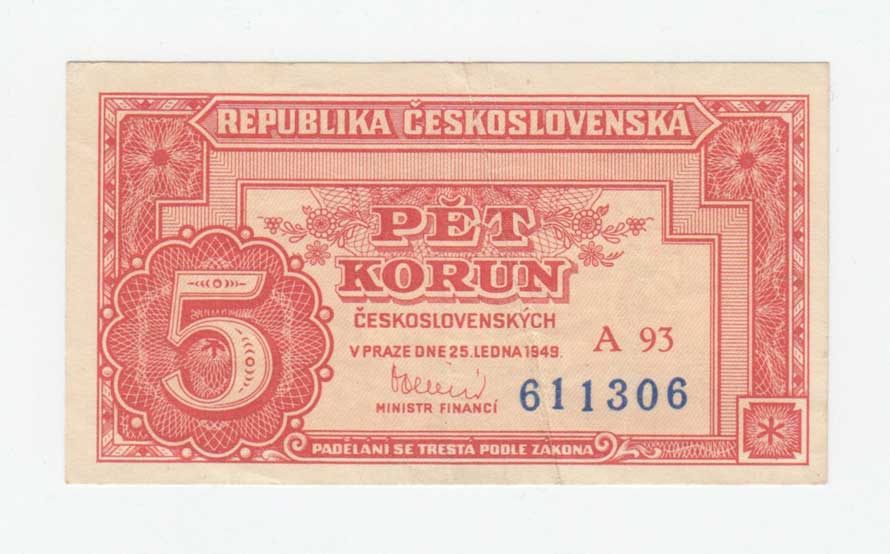 REPUBLIKA ČESKOSLOVENSKÁ
PĚT
KORUN
ČESKOSLOVENSKÝCH
V PRAZE DNE 25. LEDNA 1949.
A 93
611306
MINISTR FINANCÍ
5
PADĚLÁNÍ SE TRESTÁ PODLE ZÁKONA